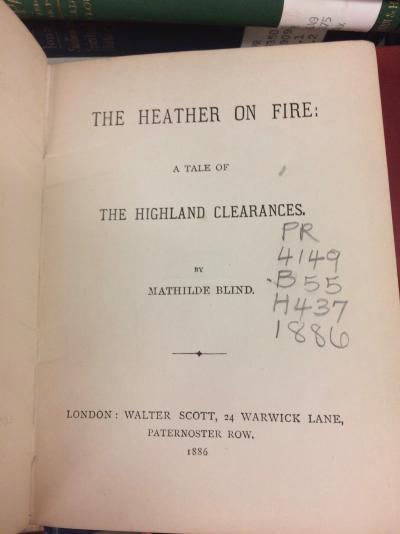 THE HEATHER ON FIRE:
A TALE OF
THE HIGHLAND CLEARANCES.
BY
MATHILDE BLIND.
PR
4149
.B55
H437
1886
LONDON: WALTER SCOTT, 24 WARWICK LANE,
PATERNOSTER ROW.
1886